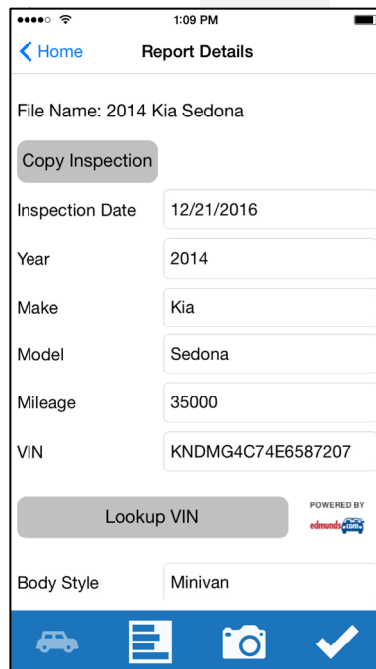 1:09 PM
Home Report Details
File Name: 2014 Kia Sedona
Copy Inspection
Inspection Date 12/21/2016
Year 2014
Make Kia
Model Sedona
Mileage 35000
VIN KNDMG4C74E6587207
Lookup VIN POWERED BY
edmunds.com
Body Style Minivan